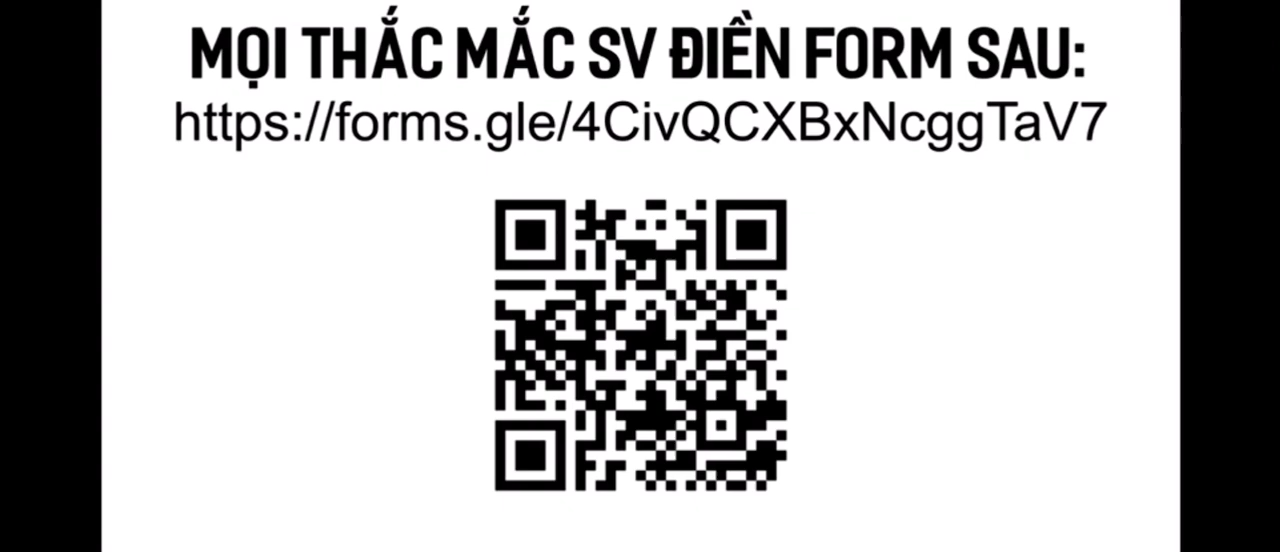 MỌI THẮC MẮC SV ĐIỀN FORM SAU:
https://forms.gle/4CivQCXBxNcggTaV7